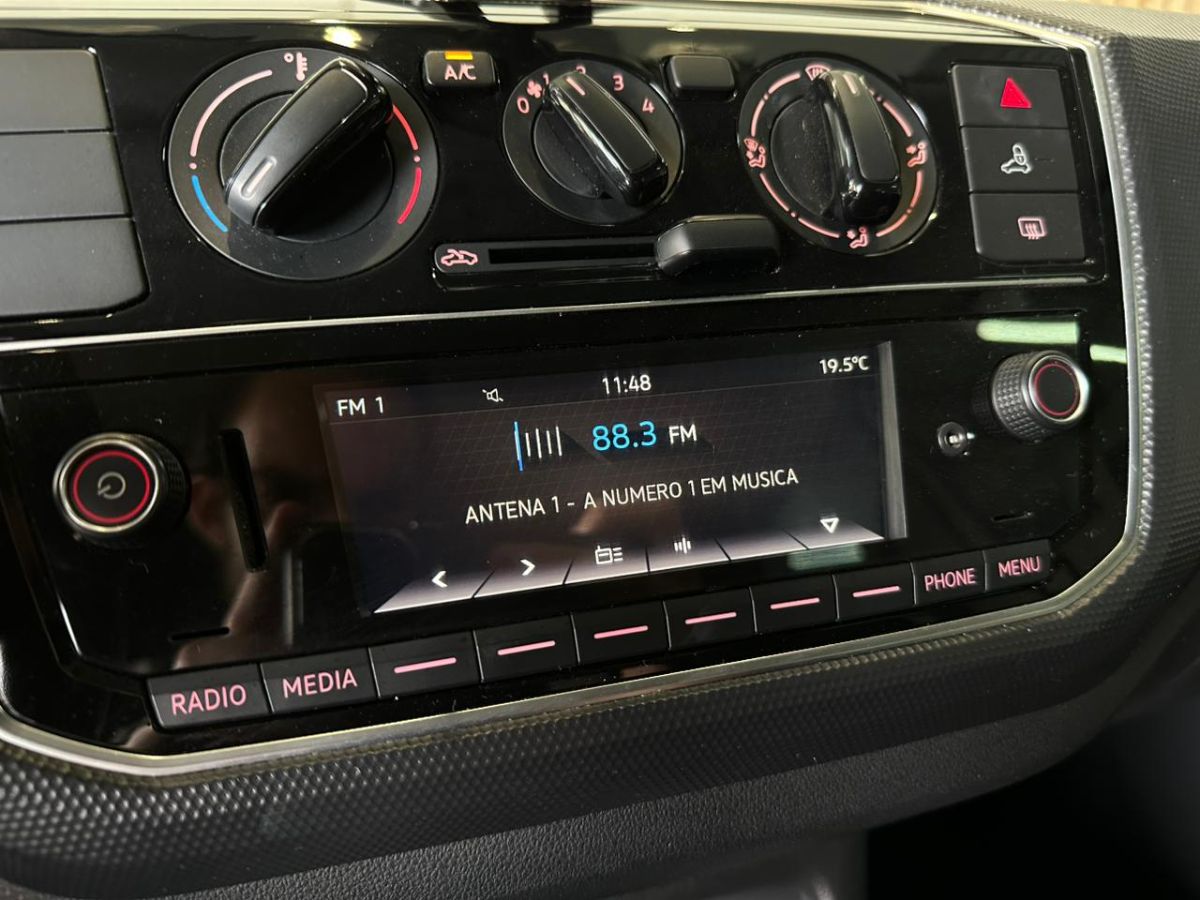 A/C
0 1 2 3 4
FM 1
11:48
19.5°C
88.3 FM
ANTENA 1 - A NUMERO 1 EM MUSICA
RADIO
MEDIA
PHONE
MENU